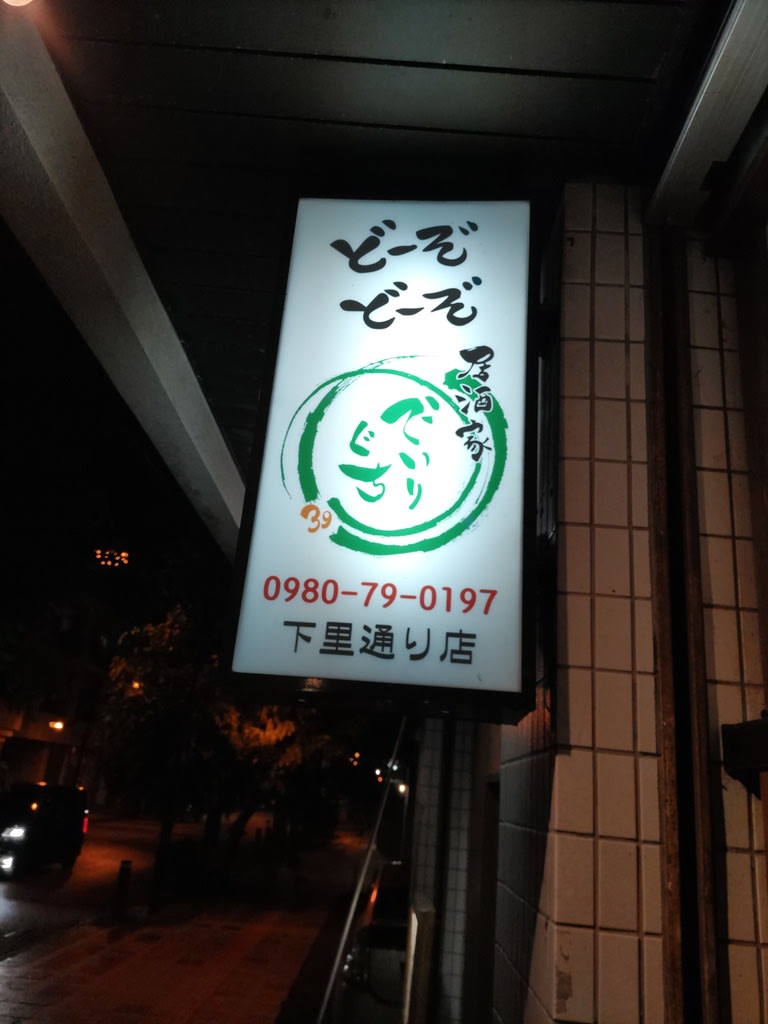 どーぞ
どーぞ
居酒家
でいり
ぐち
39
0980-79-0197
下里通り店